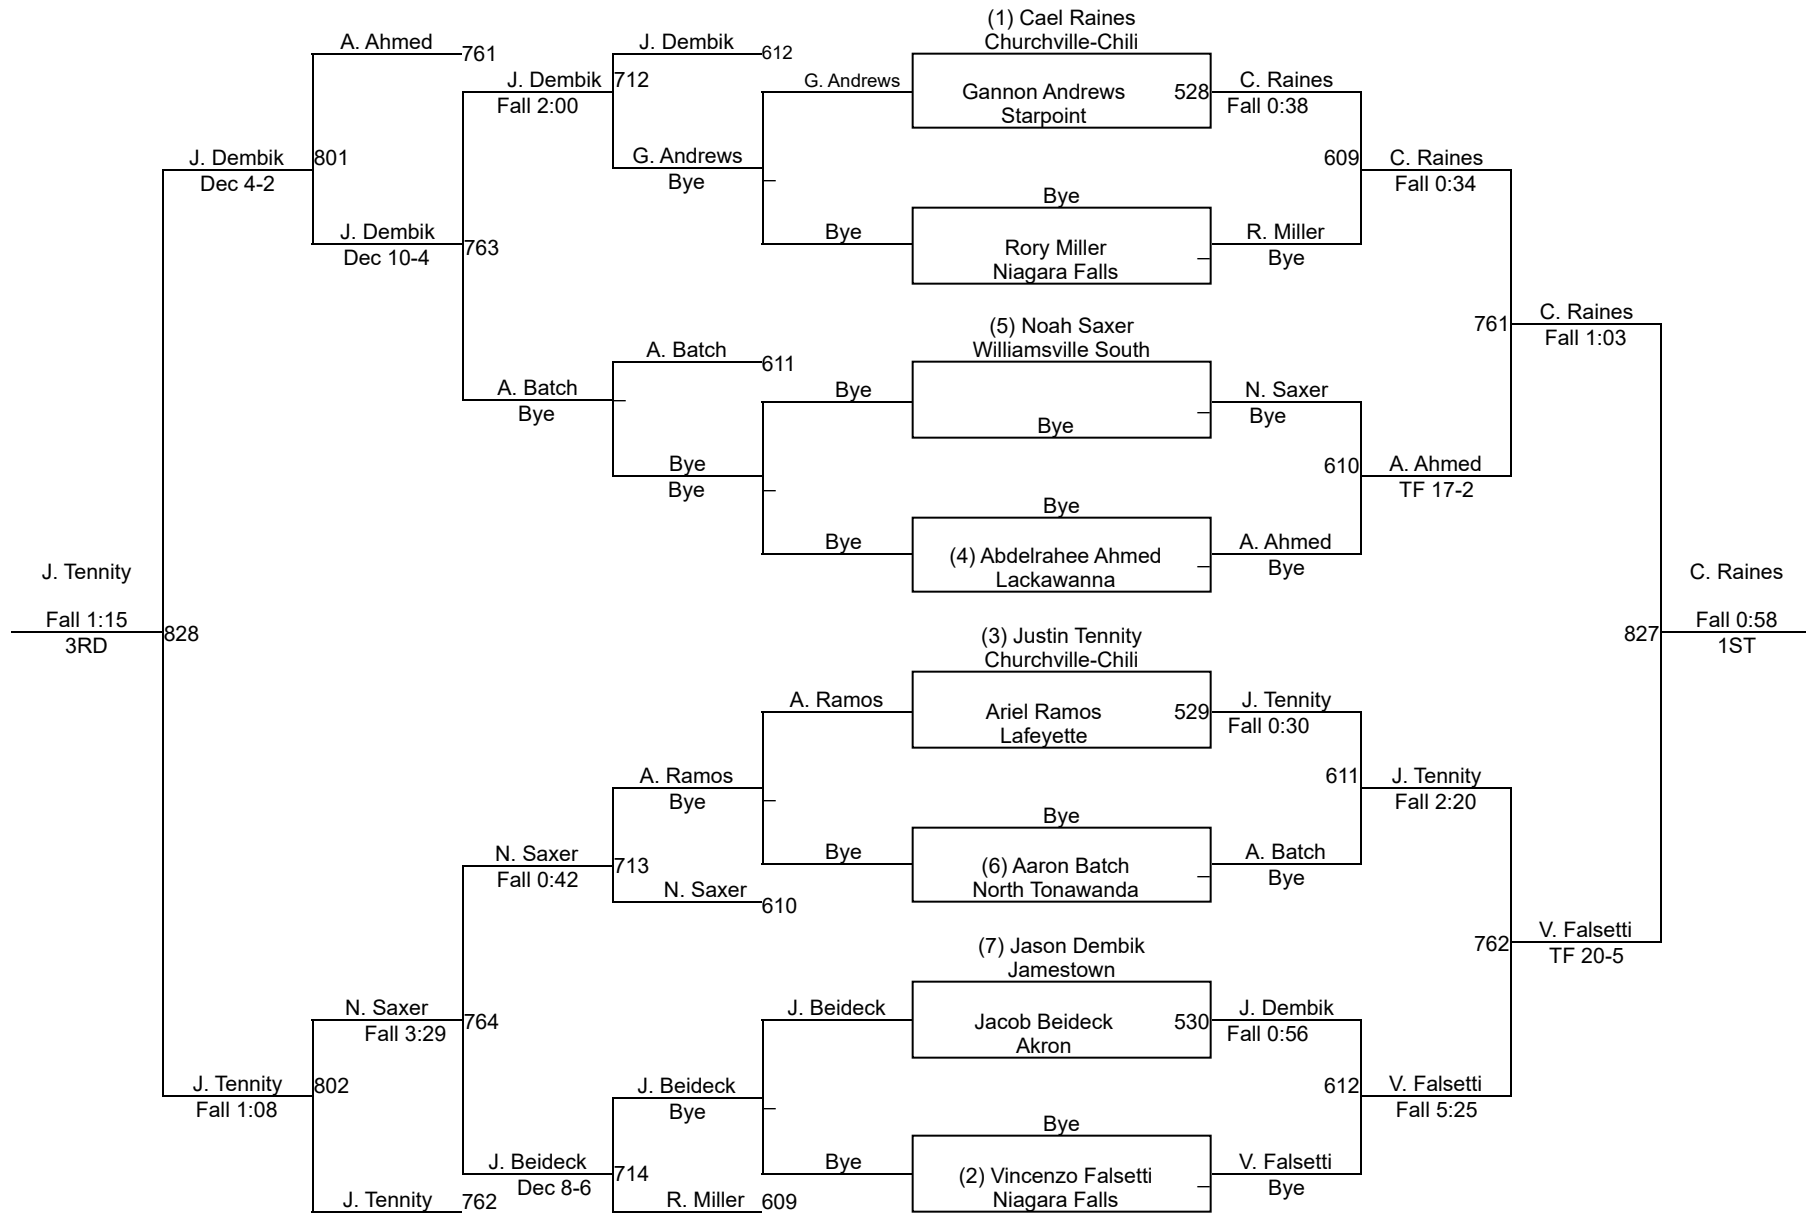 (1) Cael Raines
Churchville-Chili
A. Ahmed
761
J. Dembik
612
J. Dembik
712
Fall 2:00
G. Andrews
Gannon Andrews
528
Starpoint
C. Raines
Fall 0:38
J. Dembik
801
Dec 4-2
G. Andrews
Bye
609
C. Raines
Fall 0:34
Bye
J. Dembik
763
Dec 10-4
Bye
Rory Miller
Niagara Falls
R. Miller
Bye
(5) Noah Saxer
Williamsville South
761
C. Raines
Fall 1:03
A. Batch
611
A. Batch
Bye
Bye
Bye
N. Saxer
Bye
Bye
Bye
610
A. Ahmed
TF 17-2
Bye
Bye
(4) Abdelrahee Ahmed
Lackawanna
A. Ahmed
Bye
J. Tennity
Fall 1:15
3RD
828
C. Raines
827
Fall 0:58
1ST
(3) Justin Tennity
Churchville-Chili
A. Ramos
Ariel Ramos
529
Lafeyette
J. Tennity
Fall 0:30
A. Ramos
Bye
611
J. Tennity
Fall 2:20
Bye
N. Saxer
713
Fall 0:42
Bye
(6) Aaron Batch
North Tonawanda
A. Batch
Bye
N. Saxer
610
762
V. Falsetti
TF 20-5
(7) Jason Dembik
Jamestown
N. Saxer
764
Fall 3:29
J. Beideck
Jacob Beideck
530
Akron
J. Dembik
Fall 0:56
J. Tennity
802
Fall 1:08
J. Beideck
Bye
612
V. Falsetti
Fall 5:25
Bye
J. Beideck
714
Dec 8-6
Bye
(2) Vincenzo Falsetti
Niagara Falls
V. Falsetti
Bye
J. Tennity
762
R. Miller
609